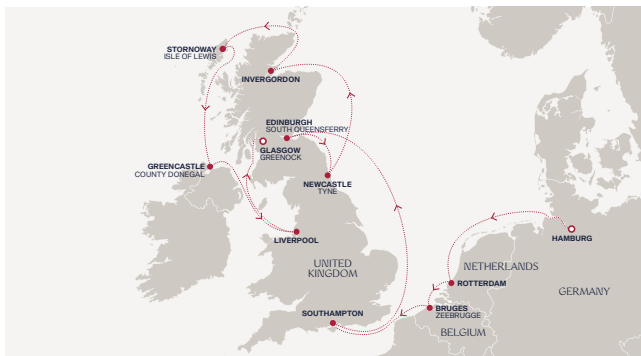 STORNOWAY
ISLE OF LEWIS
INVERGORDON
EDINBURGH
SOUTH QUEENSFERRY
GLASGOW
GREENOCK
GREENCASTLE
COUNTY DONEGAL
NEWCASTLE
TYNE
LIVERPOOL
HAMBURG
UNITED
KINGDOM
NETHERLANDS
ROTTERDAM
GERMANY
SOUTHAMPTON
BRUGES
ZEEBRUGGE
BELGIUM